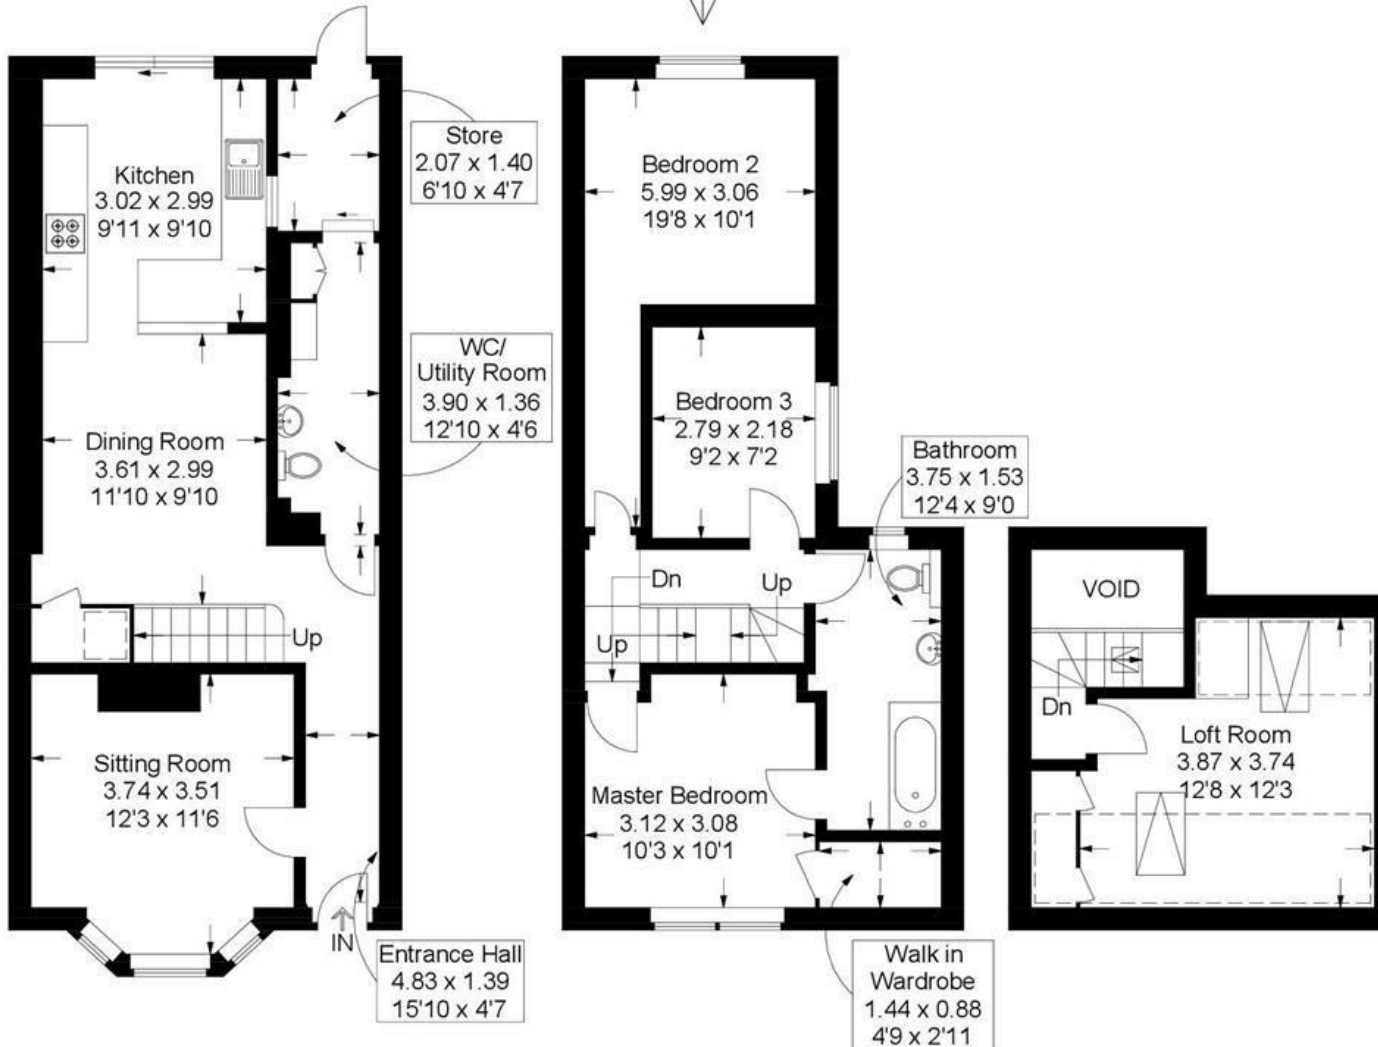 Kitchen
3.02 x 2.99
9'11 x 9'10
Store
2.07 x 1.40
6'10 x 4'7
WC/
Utility Room
3.90 x 1.36
12'10 x 4'6
Dining Room
3.61 x 2.99
11'10 x 9'10
Up
Sitting Room
3.74 x 3.51
12'3 x 11'6
IN
Entrance Hall
4.83 x 1.39
15'10 x 4'7
Bedroom 2
5.99 x 3.06
19'8 x 10'1
Bedroom 3
2.79 x 2.18
9'2 x 7'2
Bathroom
3.75 x 1.53
12'4 x 9'0
Dn
Up
Up
Master Bedroom
3.12 x 3.08
10'3 x 10'1
Walk in
Wardrobe
1.44 x 0.88
4'9 x 2'11
VOID
Dn
Loft Room
3.87 x 3.74
12'8 x 12'3